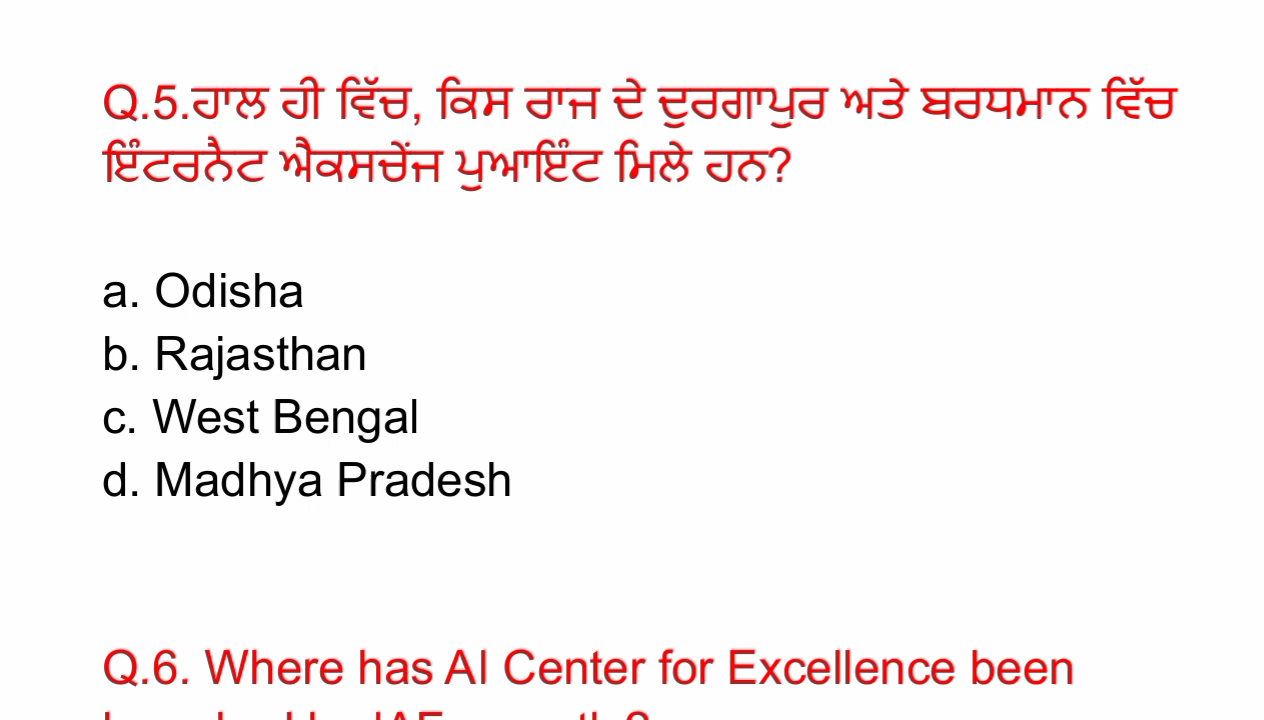 Q.5.ਹਾਲ ਹੀ ਵਿੱਚ, ਕਿਸ ਰਾਜ ਦੇ ਦੁਰਗਾਪੁਰ ਅਤੇ ਬਰਧਮਾਨ ਵਿੱਚ
ਇੰਟਰਨੈਟ ਐਕਸਚੇਂਜ ਪੁਆਇੰਟ ਮਿਲੇ ਹਨ?
a. Odisha
b. Rajasthan
c. West Bengal
d. Madhya Pradesh
Q.6. Where has AI Center for Excellence been